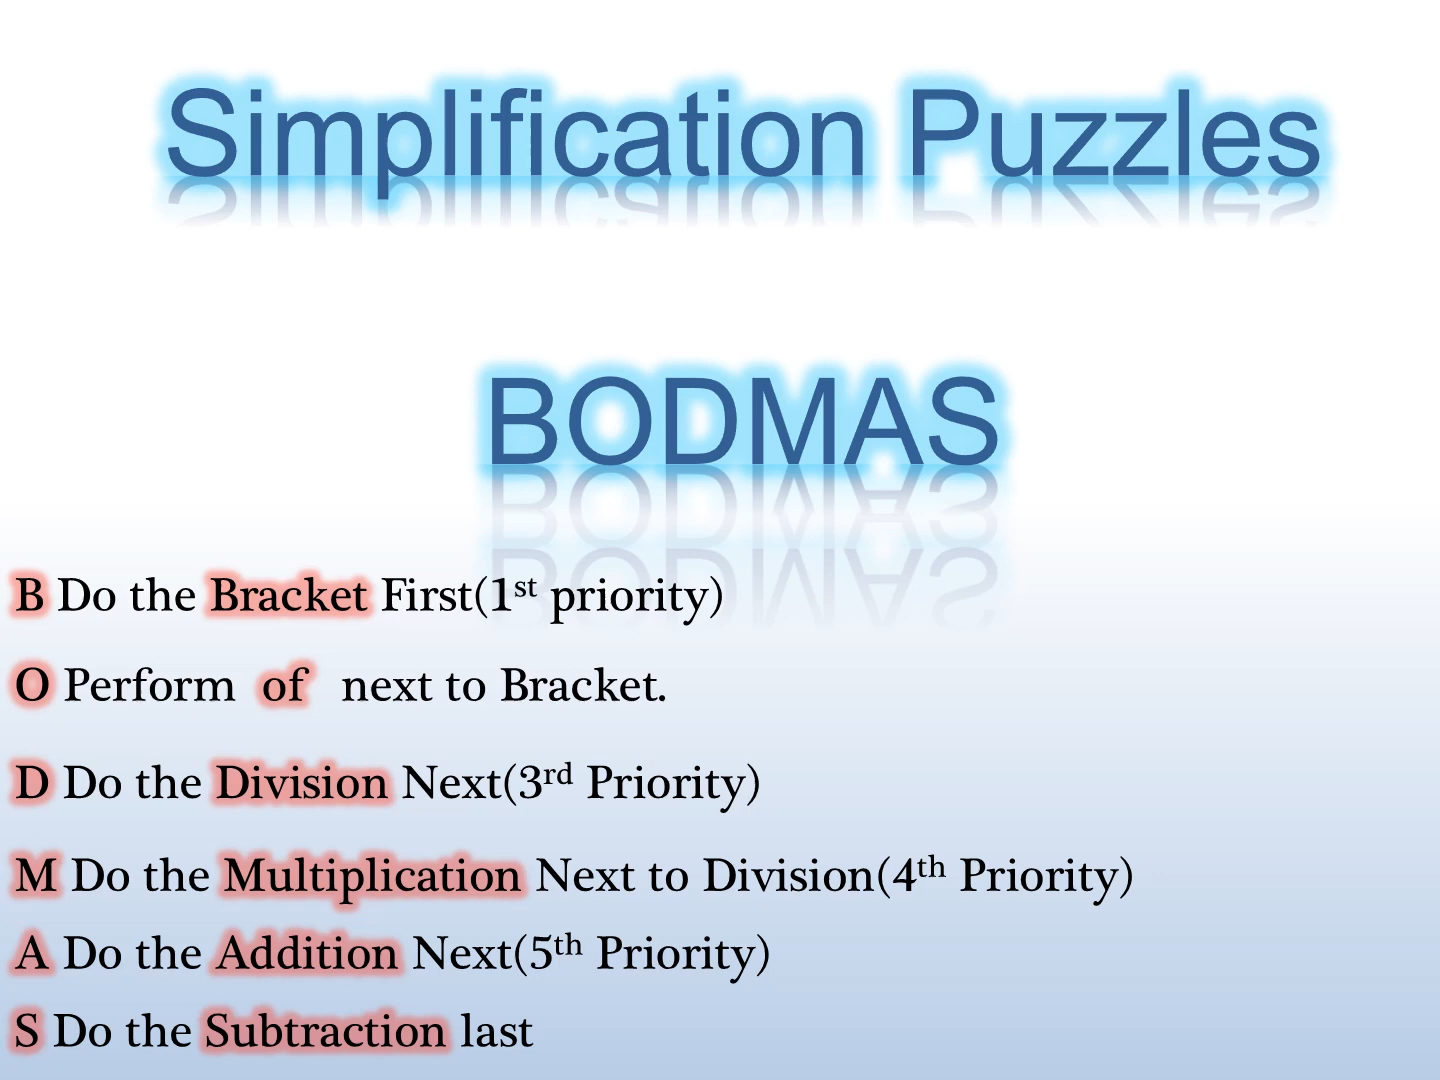 Simplification Puzzles
BODMAS
B Do the Bracket First(1st priority)
O Perform of next to Bracket.
D Do the Division Next(3rd Priority)
M Do the Multiplication Next to Division(4th Priority)
A Do the Addition Next(5th Priority)
S Do the Subtraction last